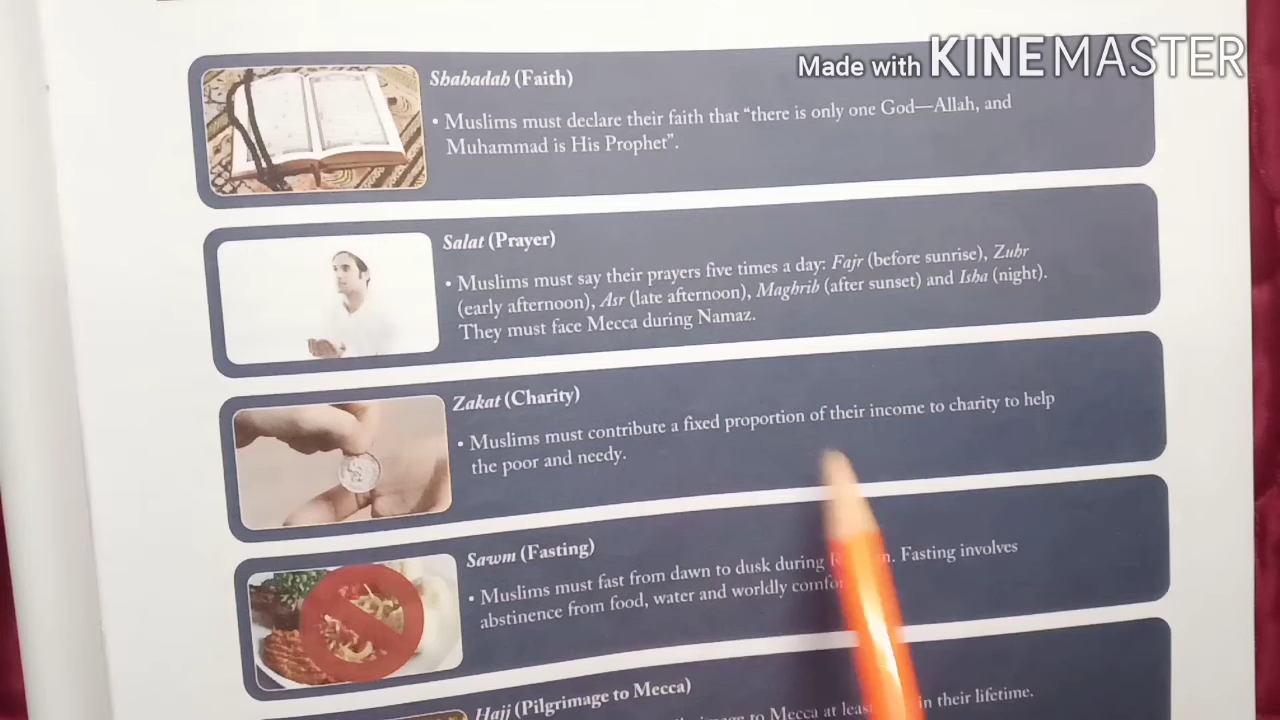 Made with KINEMASTER
Shahadah (Faith)
• Muslims must declare their faith that “there is only one God—Allah, and
Muhammad is His Prophet”.
Salat (Prayer)
• Muslims must say their prayers five times a day: Fajr (before sunrise), Zuhr
(early afternoon), Asr (late afternoon), Maghrib (after sunset) and Isha (night).
They must face Mecca during Namaz.
Zakat (Charity)
• Muslims must contribute a fixed proportion of their income to charity to help
the poor and needy.
Sawm (Fasting)
• Muslims must fast from dawn to dusk during Fasting involves
abstinence from food, water and worldly
Hajj (Pilgrimage to Mecca)
to Mecca at in their lifetime.